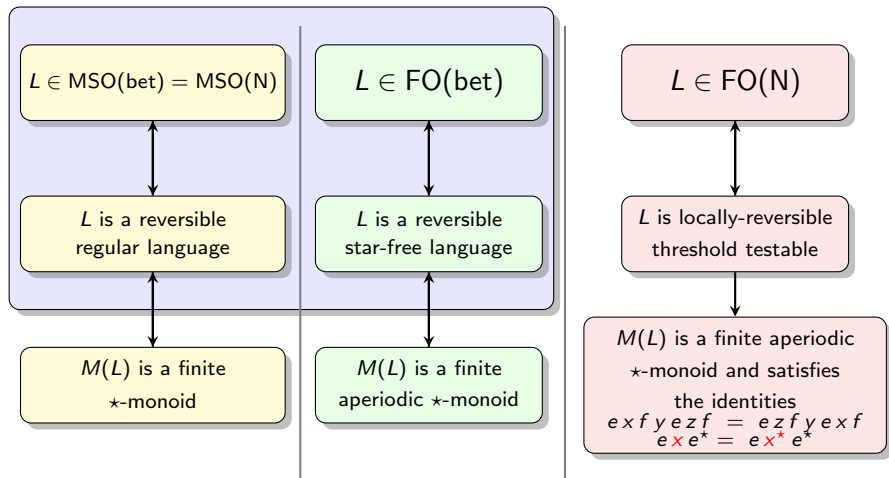 L ∈ MSO(bet) = MSO(N)
L is a reversible
regular language
M(L) is a finite
⋆-monoid
L ∈ FO(bet)
L is a reversible
star-free language
M(L) is a finite
aperiodic ⋆-monoid
L ∈ FO(N)
L is locally-reversible
threshold testable
M(L) is a finite aperiodic
⋆-monoid and satisfies
the identities
e x f y e z f = e z f y e x f
e x e⋆ = e x⋆ e⋆